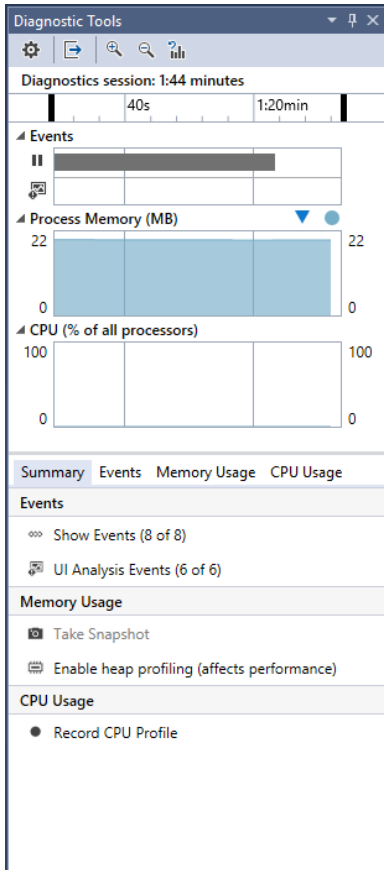 Diagnostic Tools
Diagnostics session: 1:44 minutes
40s 1:20min
Events
Process Memory (MB)
22 22
0 0
CPU (% of all processors)
100 100
0 0
Summary Events Memory Usage CPU Usage
Events
Show Events (8 of 8)
UI Analysis Events (6 of 6)
Memory Usage
Take Snapshot
Enable heap profiling (affects performance)
CPU Usage
Record CPU Profile